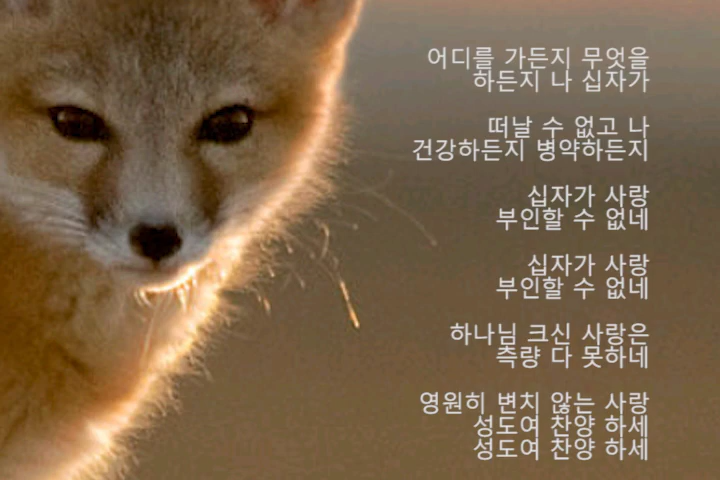 어디를 가든지 무엇을
하든지 나 십자가
떠날 수 없고 나
건강하든지 병약하든지
십자가 사랑
부인할 수 없네
십자가 사랑
부인할 수 없네
하나님 크신 사랑은
측량 다 못하네
영원히 변치 않는 사랑
성도여 찬양 하세
성도여 찬양 하세